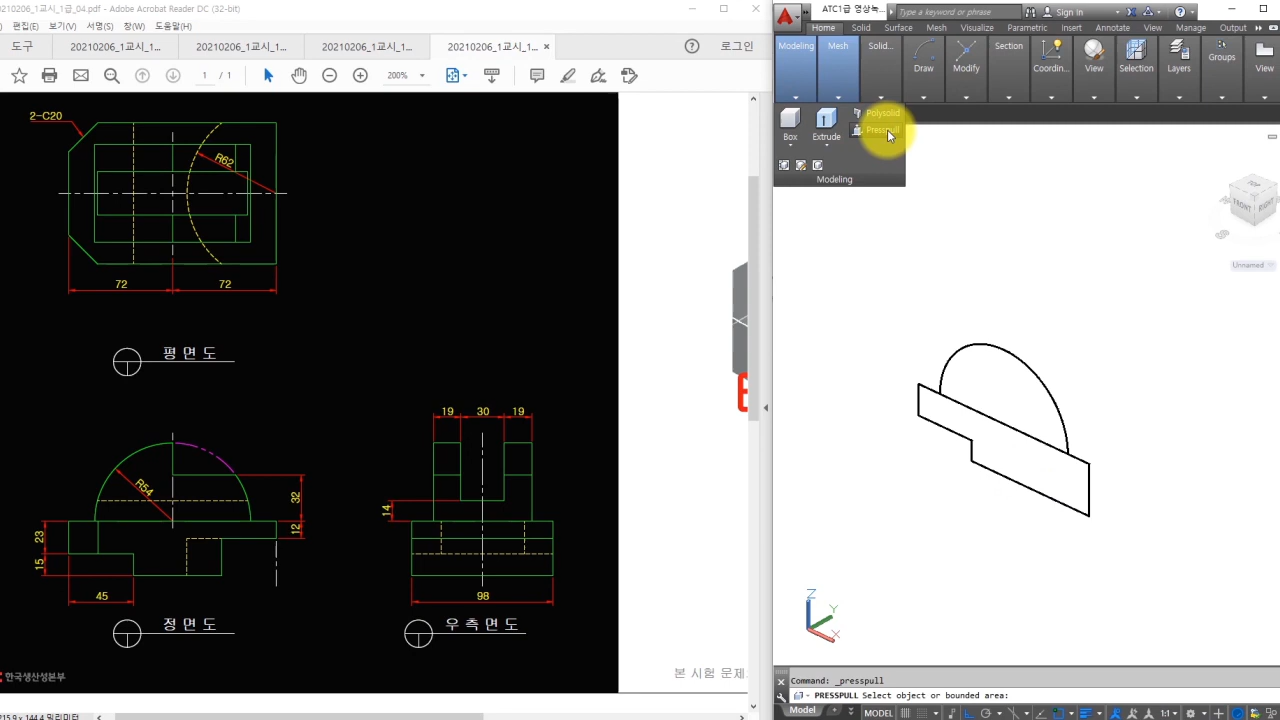 20210206_1교시_1급_04.pdf - Adobe Acrobat Reader DC (32-bit)
편집(E) 보기(V) 서명(S) 창(W) 도움말(H)
도구 20210206_1교시_1... 20210206_1교시_1... 20210206_1교시_1... 20210206_1교시_1... × 로그인
1 / 1 200%
2-C20
R62
72 72
평 면 도
R54
23
15
32
12
45
정 면 도
19 30 19
14
98
우 측 면 도
한국생산성본부
본 시험 문제
ATC1급 영상녹...
Type a keyword or phrase
Sign In
Home Solid Surface Mesh Visualize Parametric Insert Annotate View Manage Output
Modeling Mesh Solid... Draw Modify Section Coordin... View Selection Layers Groups View
Box Extrude Polysolid
Presspull
Modeling
TOP
FRONT RIGHT
Unnamed
Z
Y
X
Command: _presspull
PRESSPULL Select object or bounded area:
Model + MODEL 1:1